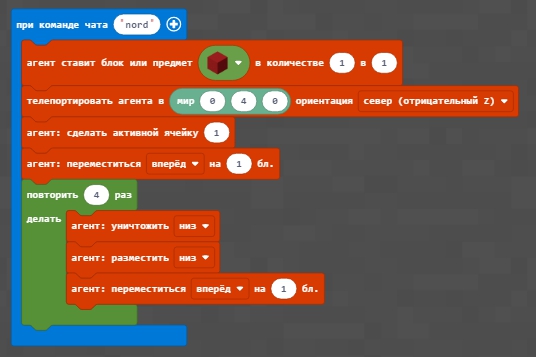 при команде чата "nord"
агент ставит блок или предмет в количестве 1 в 1
телепортировать агента в мир 0 4 0 ориентация север (отрицательный Z)
агент: сделать активной ячейку 1
агент: переместиться вперёд на 1 бл.
повторить 4 раз
делать
агент: уничтожить низ
агент: разместить низ
агент: переместиться вперёд на 1 бл.